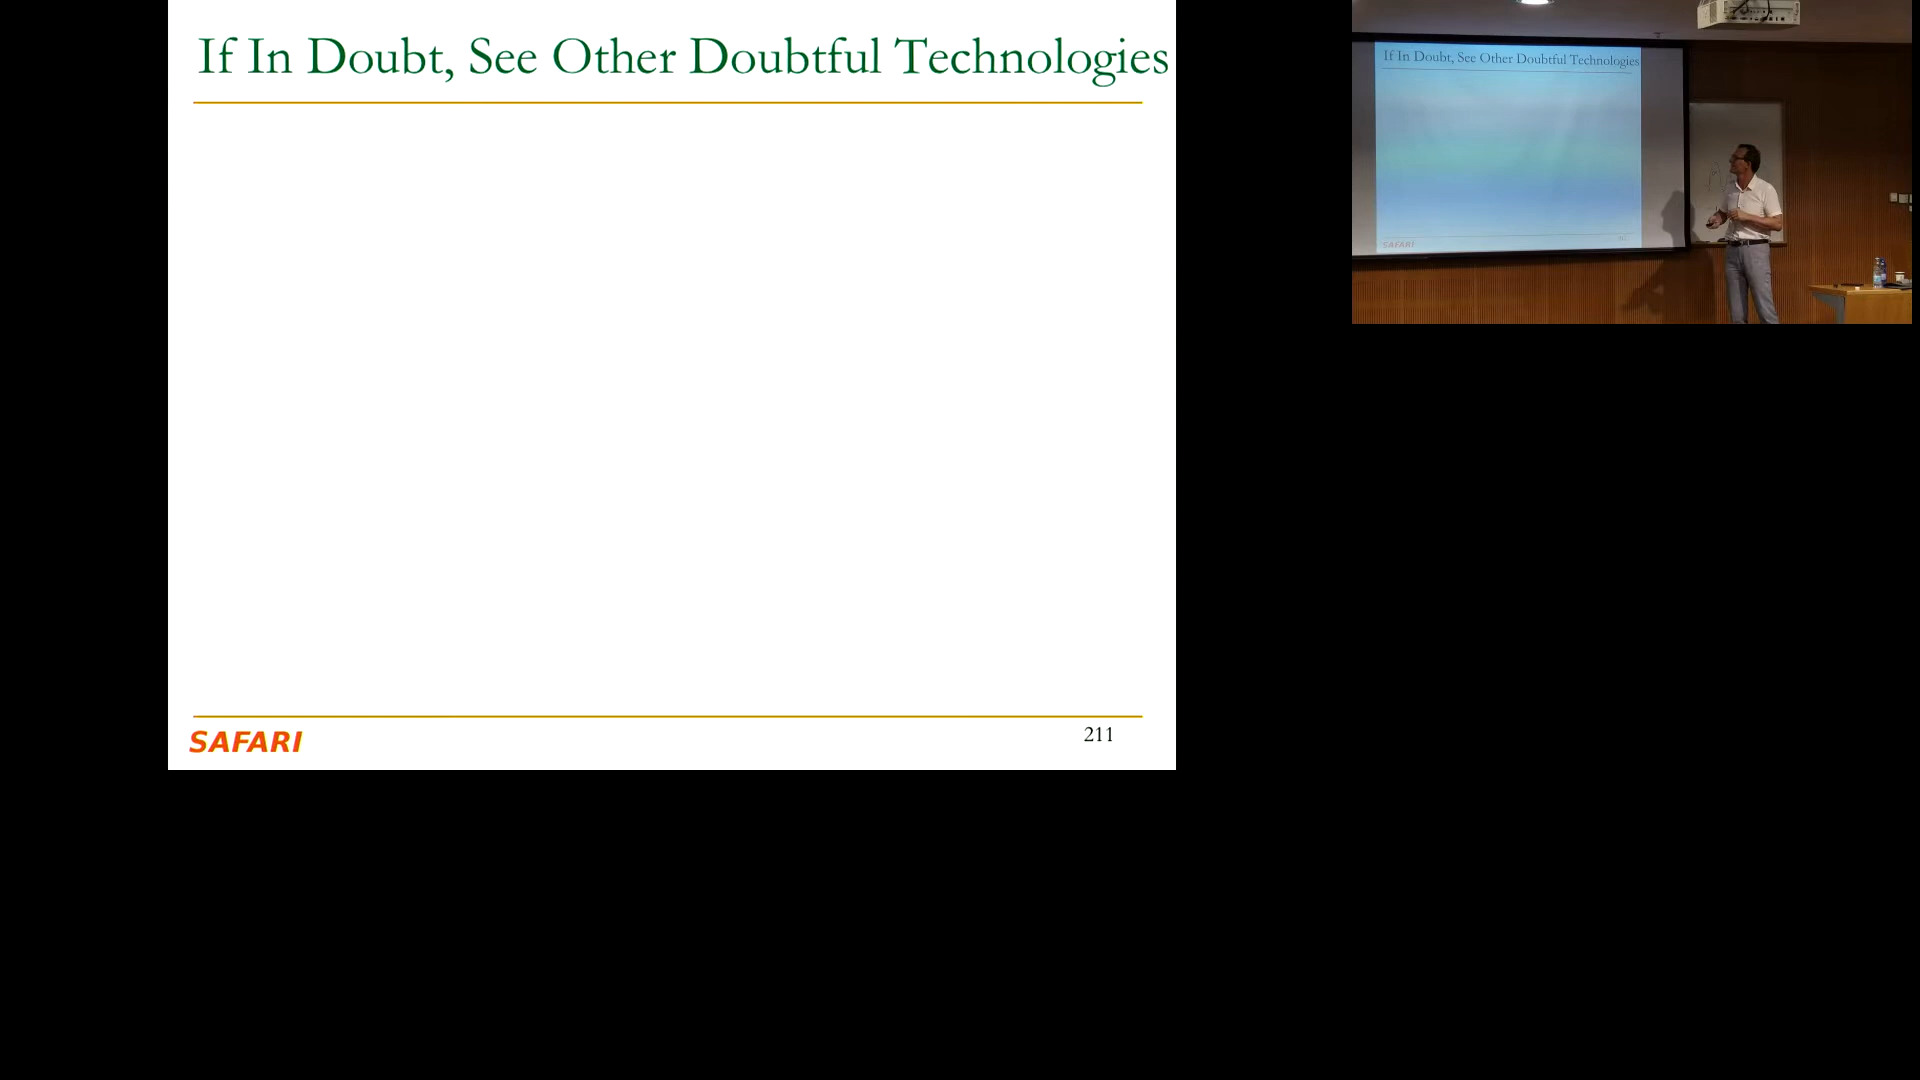 If In Doubt, See Other Doubtful Technologies
SAFARI
211
If In Doubt, See Other Doubtful Technologies
SAFARI